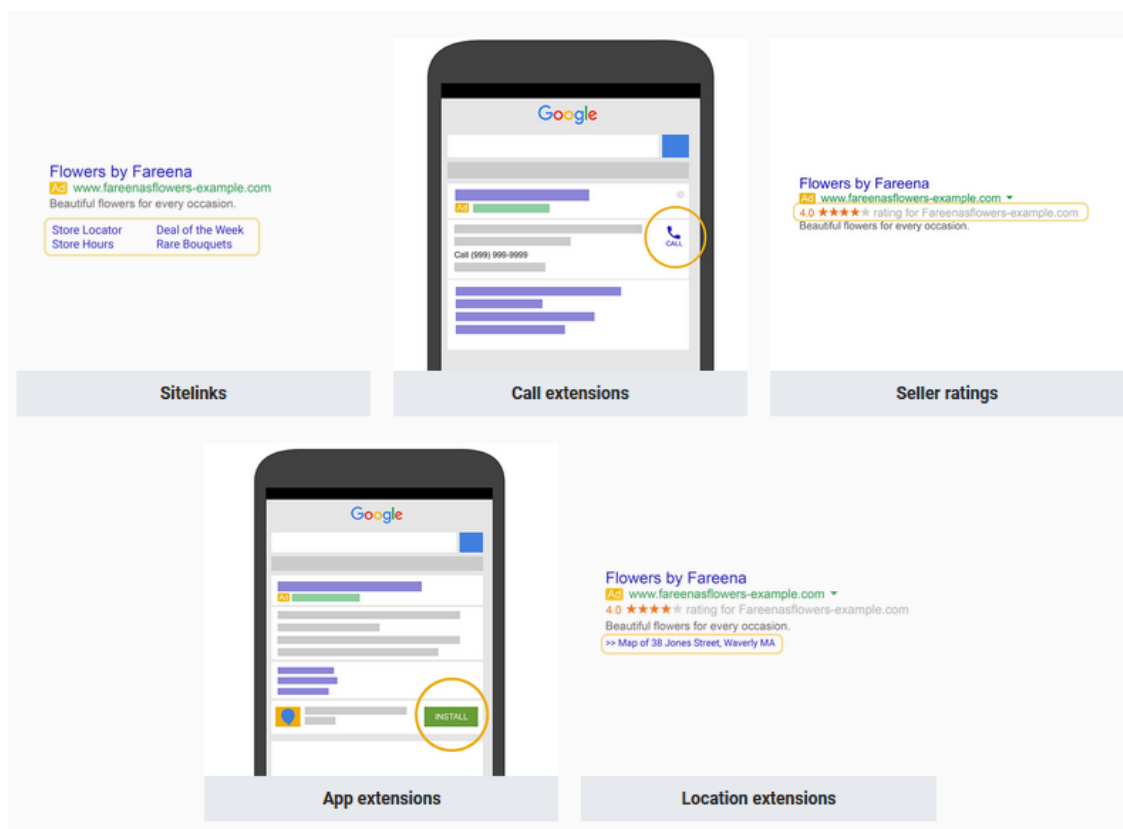 Flowers by Fareena
Ad www.fareenasflowers-example.com
Beautiful flowers for every occasion.
Store Locator Deal of the Week
Store Hours Rare Bouquets
Sitelinks
Google
Ad
CALL
Call (999) 999-9999
Call extensions
Flowers by Fareena
Ad www.fareenasflowers-example.com
4.0 ★★★★★ rating for Fareenasflowers-example.com
Beautiful flowers for every occasion.
Seller ratings
Google
Ad
INSTALL
App extensions
Flowers by Fareena
Ad www.fareenasflowers-example.com
4.0 ★★★★★ rating for Fareenasflowers-example.com
Beautiful flowers for every occasion.
>> Map of 38 Jones Street, Waverly MA
Location extensions